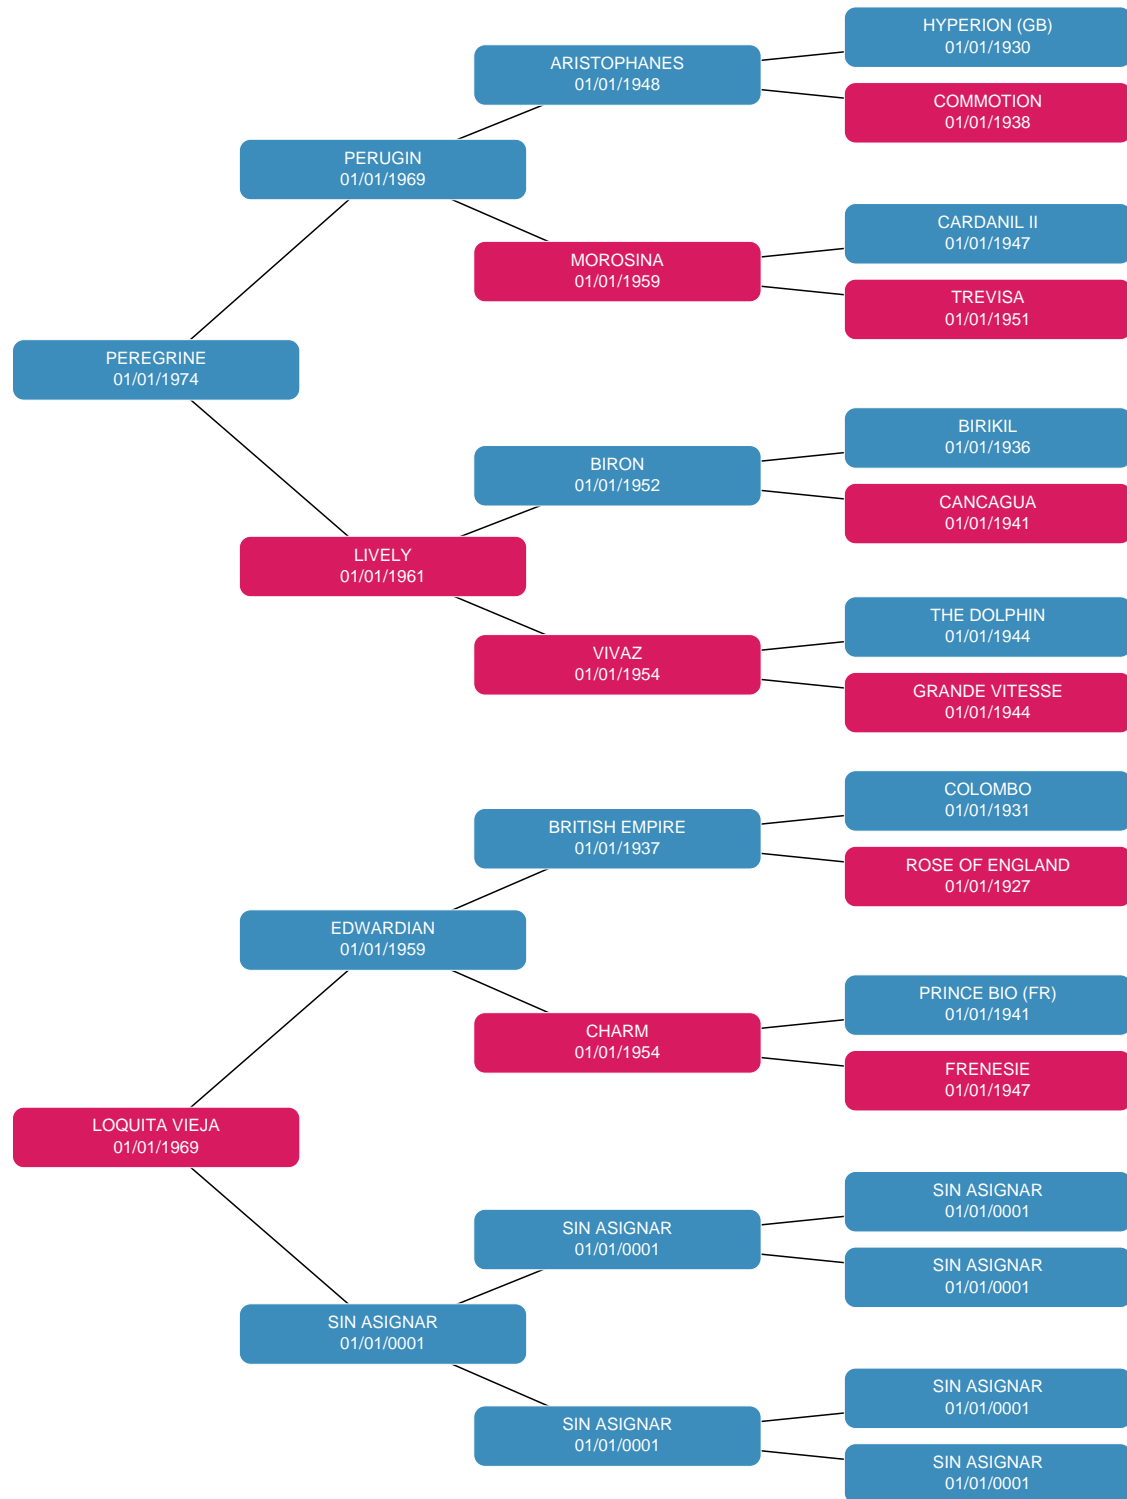 HYPERION (GB)
01/01/1930
ARISTOPHANES
01/01/1948
COMMOTION
01/01/1938
PERUGIN
01/01/1969
CARDANIL II
01/01/1947
MOROSINA
01/01/1959
TREVISA
01/01/1951
PEREGRINE
01/01/1974
BIRIKIL
01/01/1936
BIRON
01/01/1952
CANCAGUA
01/01/1941
LIVELY
01/01/1961
THE DOLPHIN
01/01/1944
VIVAZ
01/01/1954
GRANDE VITESSE
01/01/1944
COLOMBO
01/01/1931
BRITISH EMPIRE
01/01/1937
ROSE OF ENGLAND
01/01/1927
EDWARDIAN
01/01/1959
PRINCE BIO (FR)
01/01/1941
CHARM
01/01/1954
FRENESIE
01/01/1947
LOQUITA VIEJA
01/01/1969
SIN ASIGNAR
01/01/0001
SIN ASIGNAR
01/01/0001
SIN ASIGNAR
01/01/0001
SIN ASIGNAR
01/01/0001
SIN ASIGNAR
01/01/0001
SIN ASIGNAR
01/01/0001
SIN ASIGNAR
01/01/0001